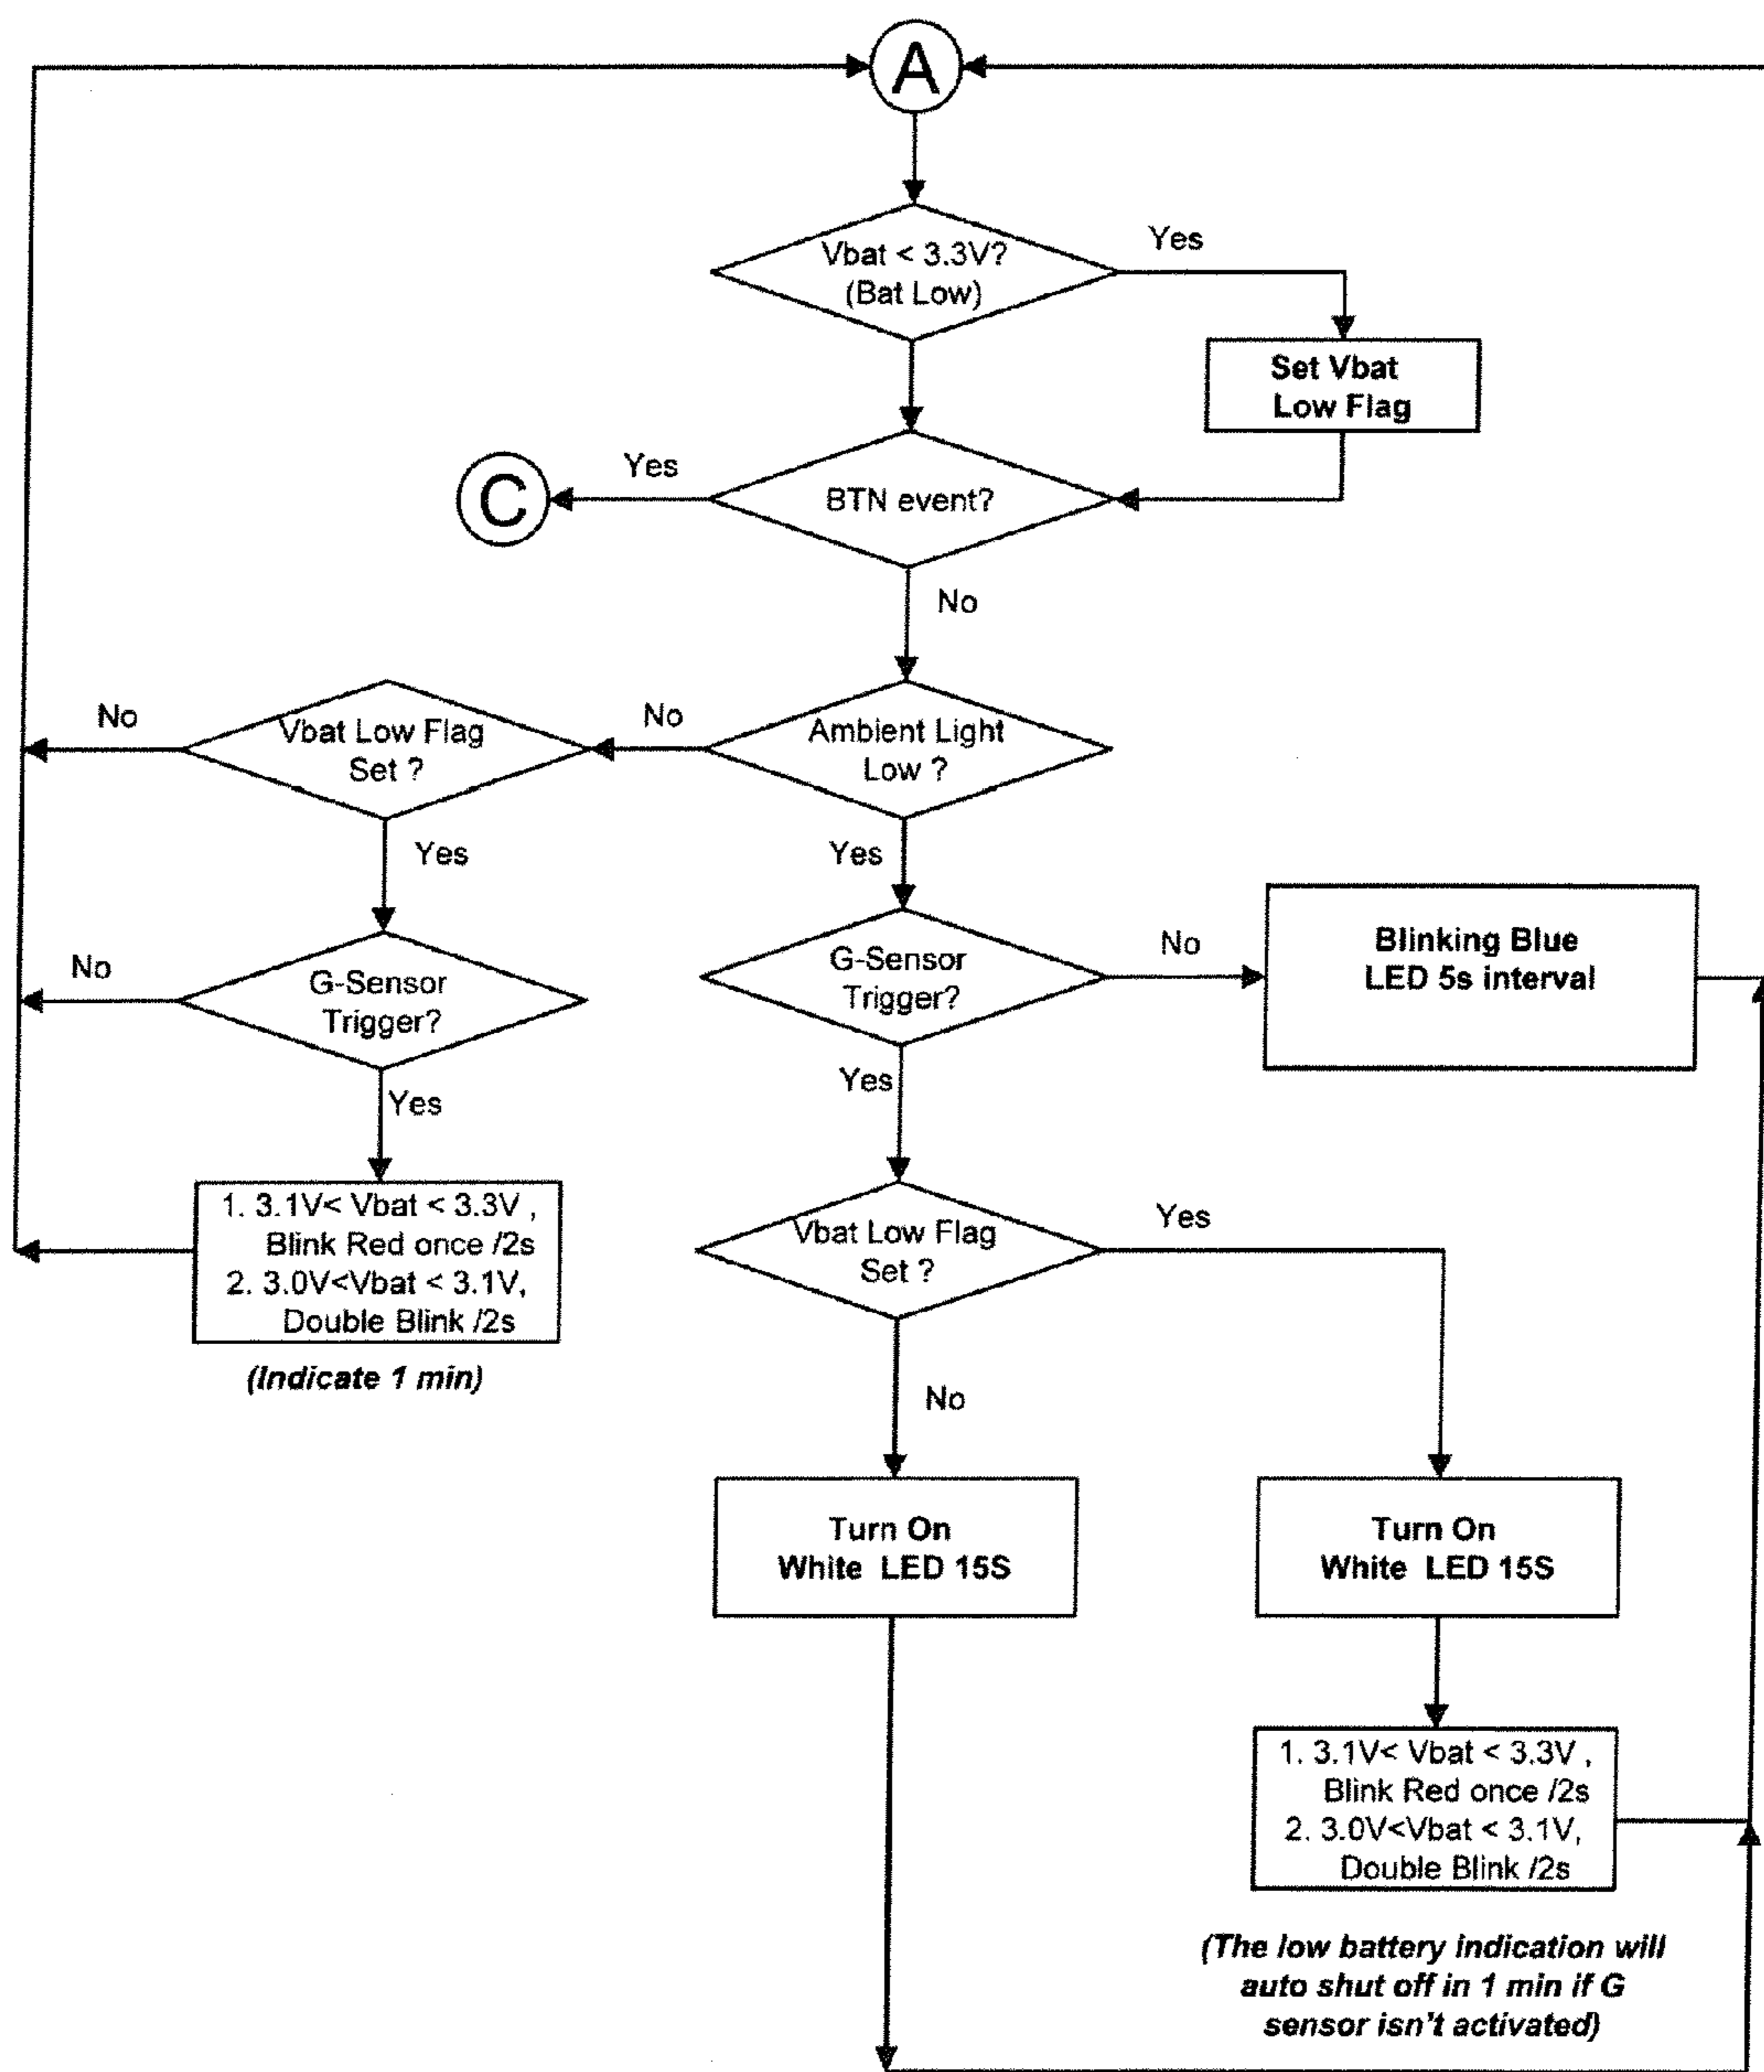 A
Vbat < 3.3V?
(Bat Low)
Yes
Set Vbat
Low Flag
C
Yes
BTN event?
No
No
Vbat Low Flag
Set ?
No
Ambient Light
Low ?
Yes
Yes
No
G-Sensor
Trigger?
G-Sensor
Trigger?
No
Blinking Blue
LED 5s interval
Yes
Yes
1. 3.1V< Vbat < 3.3V ,
Blink Red once /2s
2. 3.0V<Vbat < 3.1V,
Double Blink /2s
(Indicate 1 min)
Vbat Low Flag
Set ?
Yes
No
Turn On
White LED 15S
Turn On
White LED 15S
1. 3.1V< Vbat < 3.3V ,
Blink Red once /2s
2. 3.0V<Vbat < 3.1V,
Double Blink /2s
(The low battery indication will
auto shut off in 1 min if G
sensor isn't activated)